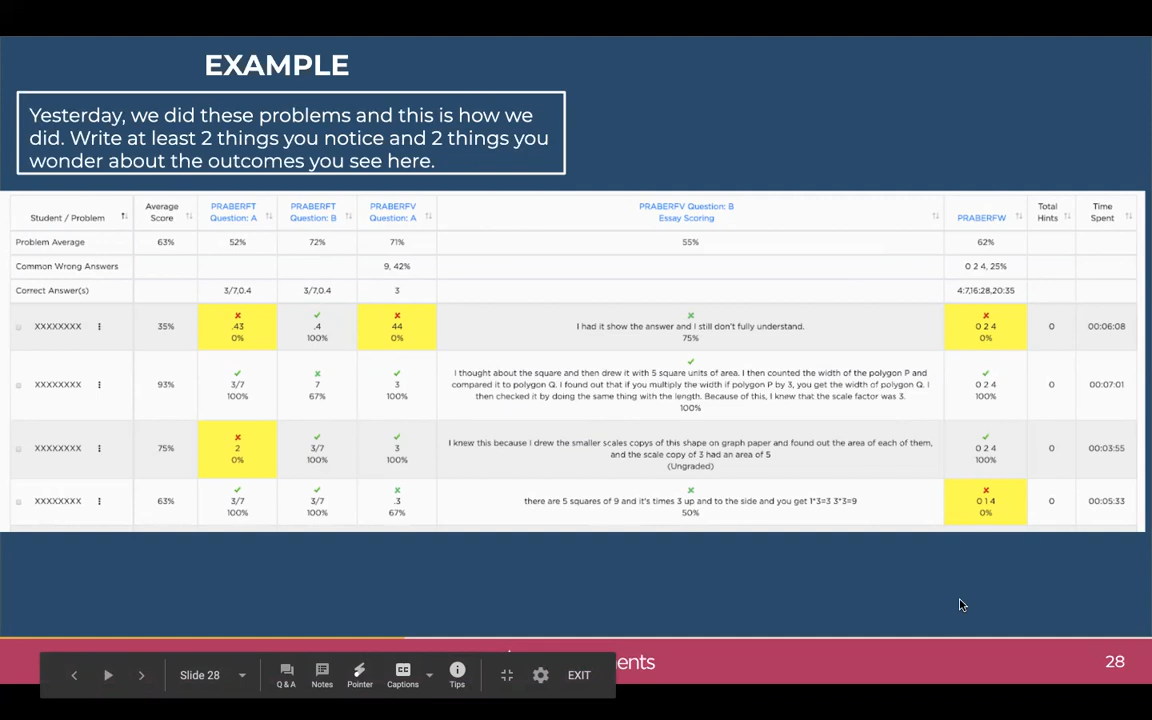 EXAMPLE
Yesterday, we did these problems and this is how we
did. Write at least 2 things you notice and 2 things you
wonder about the outcomes you see here.
Student / Problem
Average
Score
PRABERFT
Question: A
PRABERFT
Question: B
PRABERFV
Question: A
PRABERFV Question: B
Essay Scoring
PRABERFW
Total
Hints
Time
Spent
Problem Average 63% 52% 72% 71% 55% 62%
Common Wrong Answers 9, 42% 0 2 4, 25%
Correct Answer(s) 3/7,0.4 3/7,0.4 3 4:7,16:28,20:35
XXXXXXXX
35%
.43
0%
.4
100%
44
0%
I had it show the answer and I still don't fully understand.
75%
0 2 4
0%
0
00:06:08
XXXXXXXX
93%
3/7
100%
7
67%
3
100%
I thought about the square and then drew it with 5 square units of area. I then counted the width of the polygon P and
compared it to polygon Q. I found out that if you multiply the width if polygon P by 3, you get the width of polygon Q. I
then checked it by doing the same thing with the length. Because of this, I knew that the scale factor was 3.
100%
0 2 4
100%
0
00:07:01
XXXXXXXX
75%
2
0%
3/7
100%
3
100%
I knew this because I drew the smaller scales copys of this shape on graph paper and found out the area of each of them,
and the scale copy of 3 had an area of 5
(Ungraded)
0 2 4
100%
0
00:03:55
XXXXXXXX
63%
3/7
100%
3/7
100%
.3
67%
there are 5 squares of 9 and it's times 3 up and to the side and you get 1*3=3 3*3=9
50%
0 1 4
0%
0
00:05:33
ents
28
Slide 28
Q & A
Notes
Pointer
Captions
Tips
EXIT